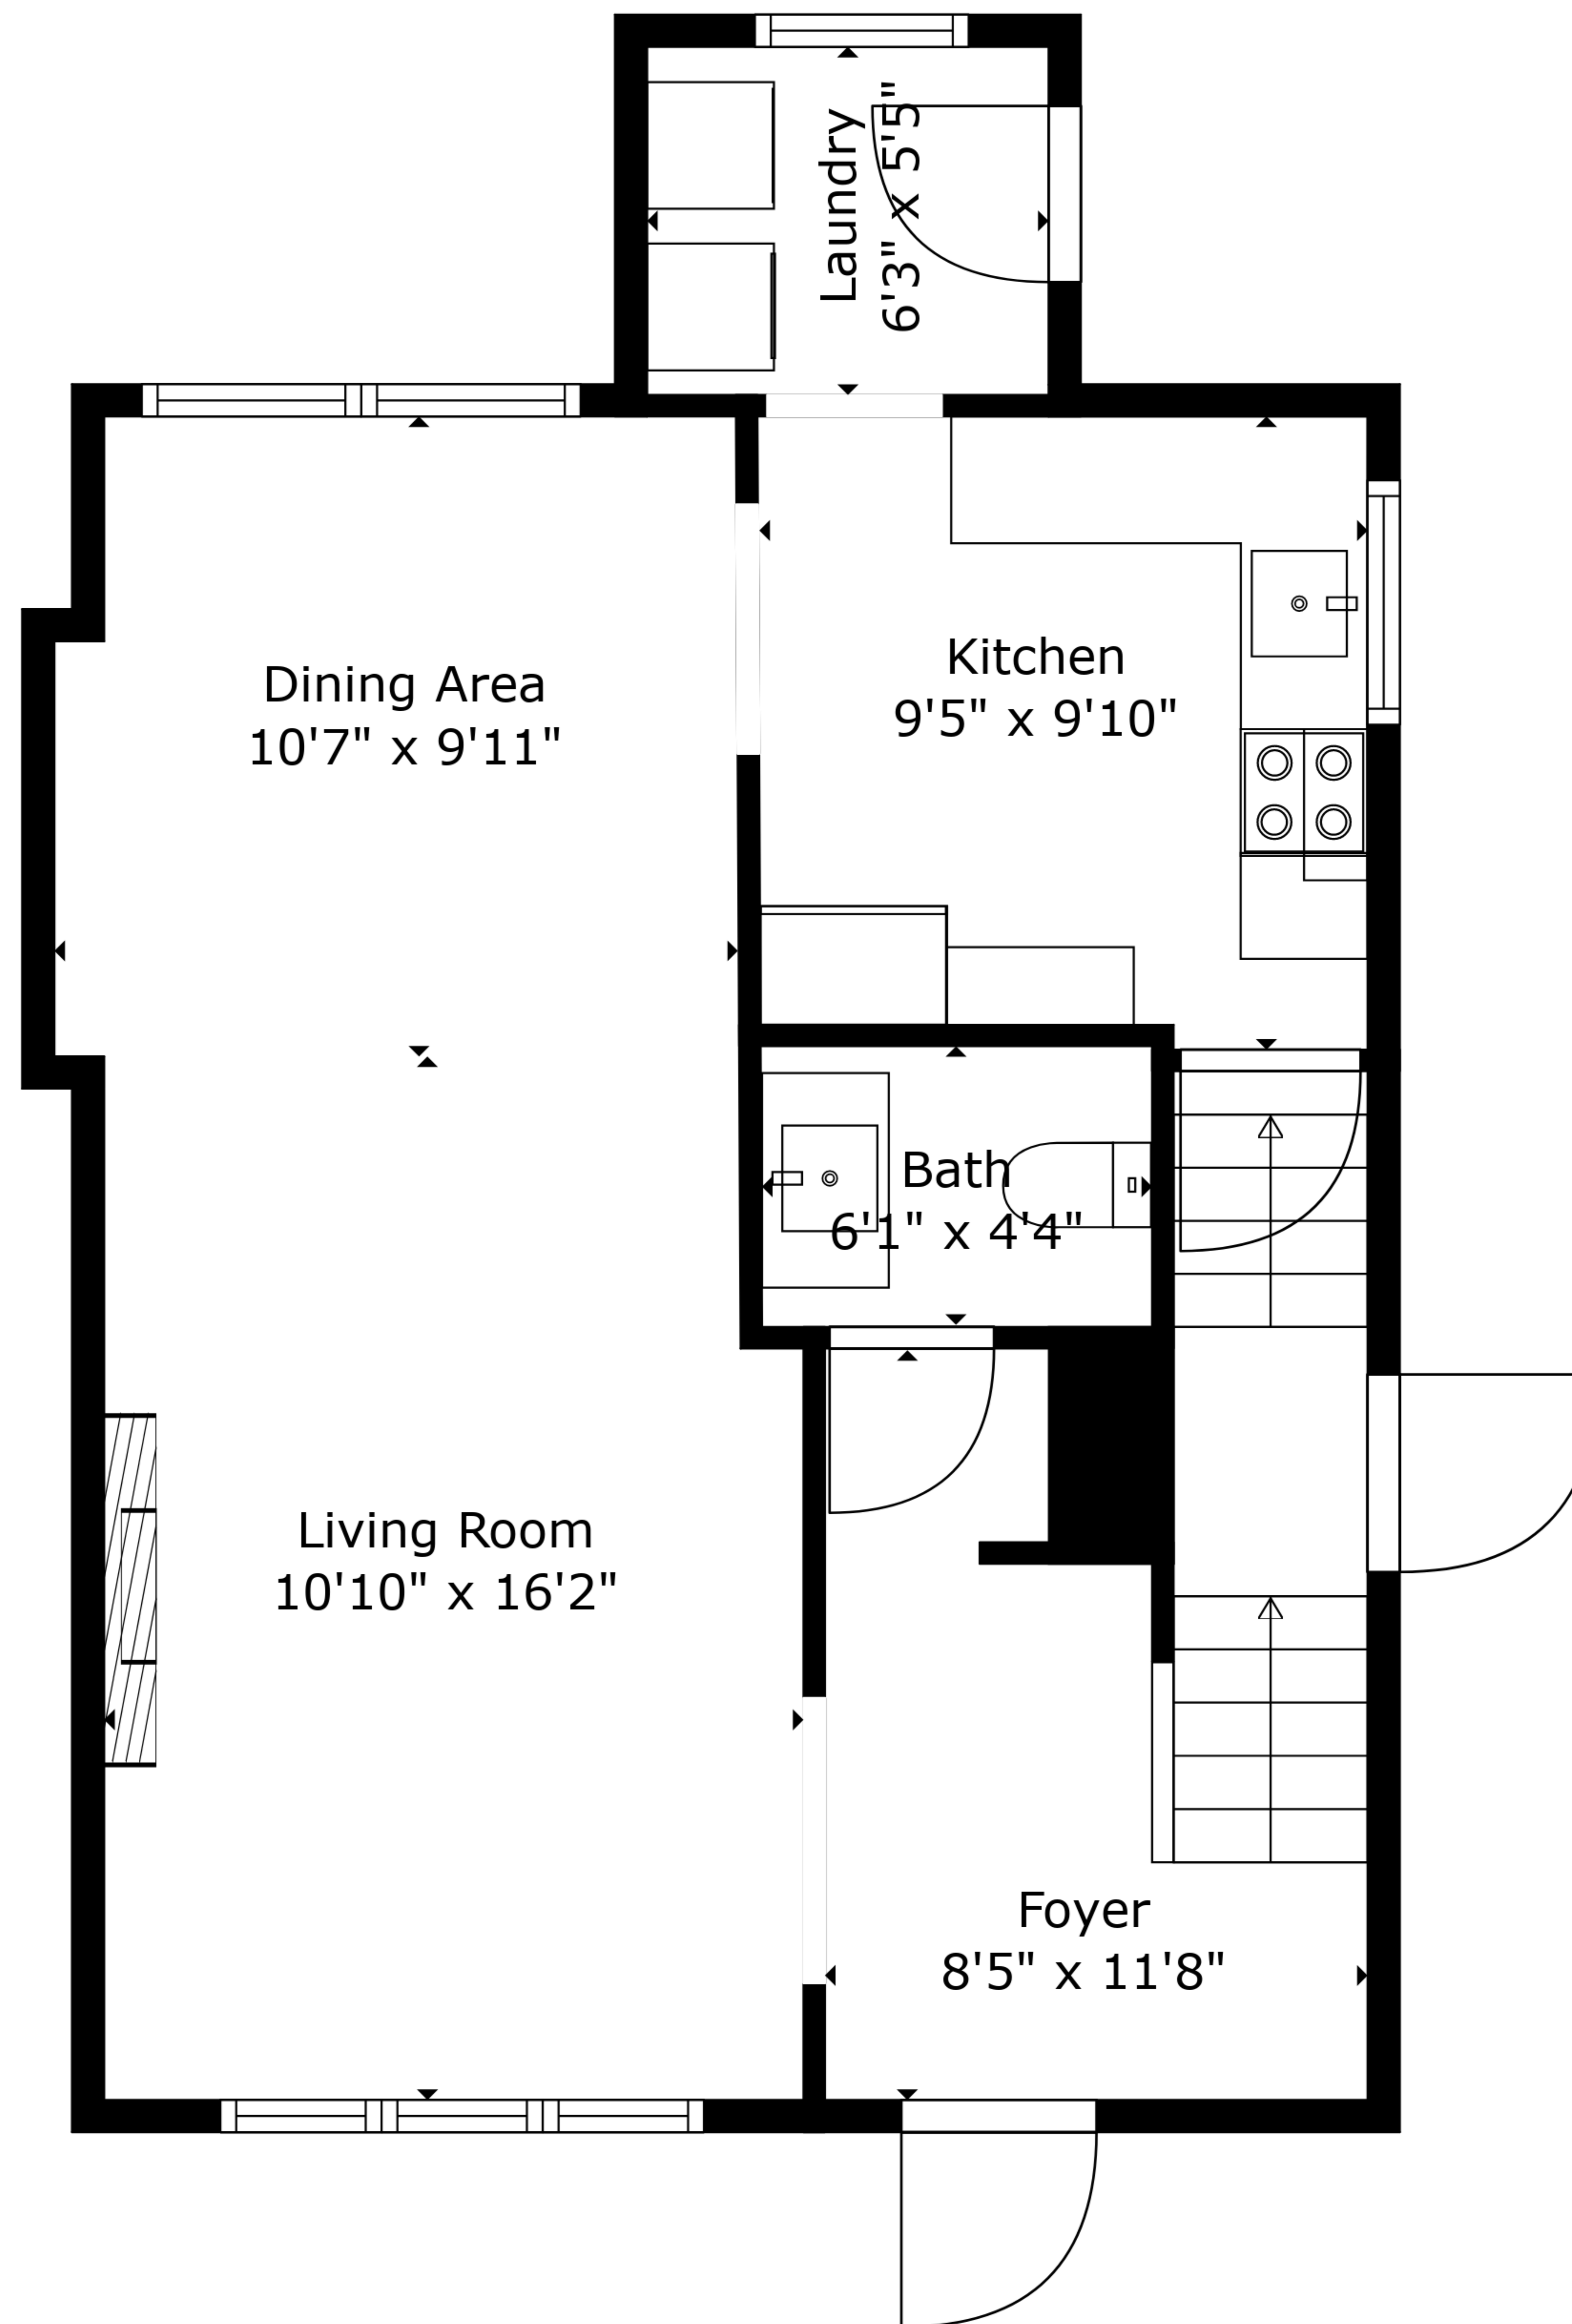 Laundry
6'3" x 5'5"
Dining Area
10'7" x 9'11"
Kitchen
9'5" x 9'10"
Bath
6'1" x 4'4"
Living Room
10'10" x 16'2"
Foyer
8'5" x 11'8"